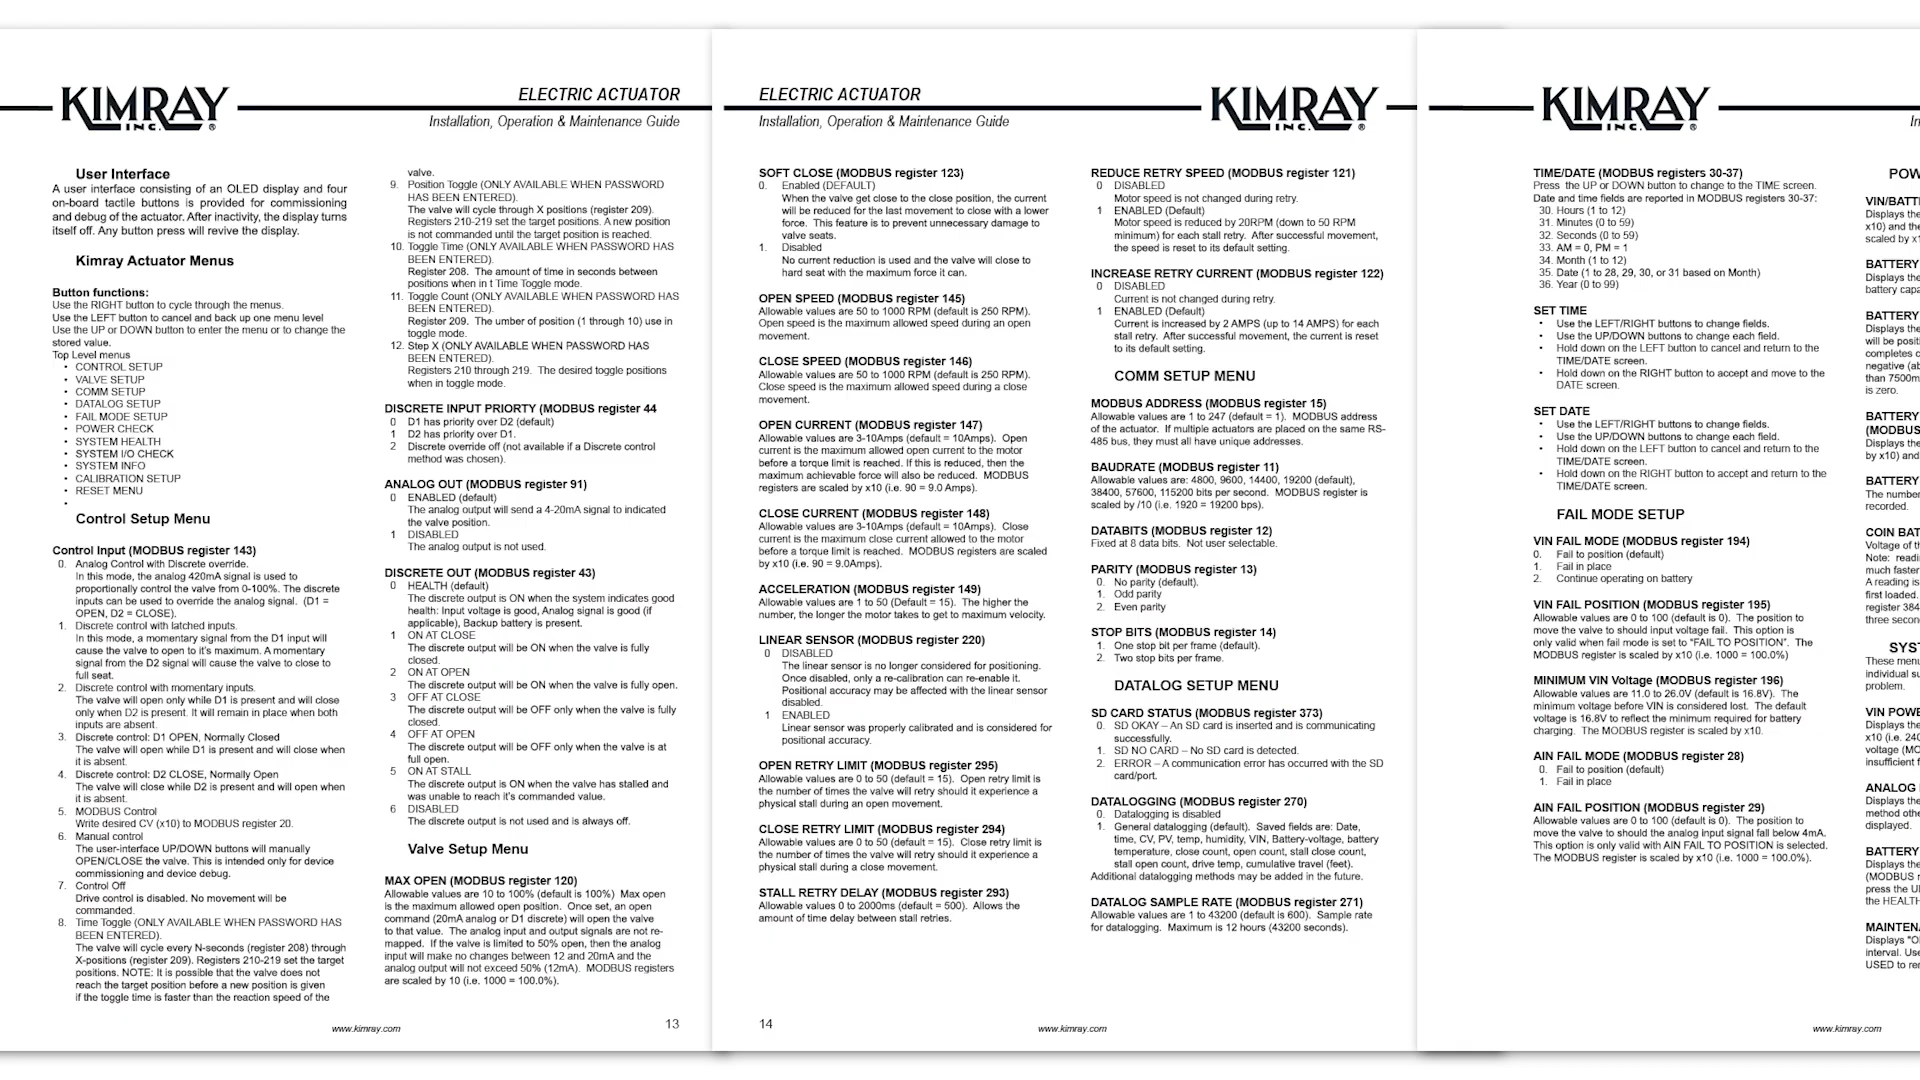 KIMRAY
INC.
®
ELECTRIC ACTUATOR
Installation, Operation & Maintenance Guide
User Interface
A user interface consisting of an OLED display and four
on-board tactile buttons is provided for commissioning
and debug of the actuator. After inactivity, the display turns
itself off. Any button press will revive the display.
Kimray Actuator Menus
Button functions:
Use the RIGHT button to cycle through the menus.
Use the LEFT button to cancel and back up one menu level
Use the UP or DOWN button to enter the menu or to change the
stored value.
Top Level menus
• CONTROL SETUP
• VALVE SETUP
• COMM SETUP
• DATALOG SETUP
• FAIL MODE SETUP
• POWER CHECK
• SYSTEM HEALTH
• SYSTEM I/O CHECK
• SYSTEM INFO
• CALIBRATION SETUP
• RESET MENU
•
Control Setup Menu
Control Input (MODBUS register 143)
0. Analog Control with Discrete override.
In this mode, the analog 420mA signal is used to
proportionally control the valve from 0-100%. The discrete
inputs can be used to override the analog signal. (D1 =
OPEN, D2 = CLOSE).
1. Discrete control with latched inputs.
In this mode, a momentary signal from the D1 input will
cause the valve to open to it's maximum. A momentary
signal from the D2 signal will cause the valve to close to
full seat.
2. Discrete control with momentary inputs.
The valve will open only while D1 is present and will close
only when D2 is present. It will remain in place when both
inputs are absent.
3. Discrete control: D1 OPEN, Normally Closed
The valve will open while D1 is present and will close when
it is absent.
4. Discrete control: D2 CLOSE, Normally Open
The valve will close while D2 is present and will open when
it is absent.
5. MODBUS Control
Write desired CV (x10) to MODBUS register 20.
6. Manual control
The user-interface UP/DOWN buttons will manually
OPEN/CLOSE the valve. This is intended only for device
commissioning and device debug.
7. Control Off
Drive control is disabled. No movement will be
commanded.
8. Time Toggle (ONLY AVAILABLE WHEN PASSWORD HAS
BEEN ENTERED).
The valve will cycle every N-seconds (register 208) through
X-positions (register 209). Registers 210-219 set the target
positions. NOTE: It is possible that the valve does not
reach the target position before a new position is given
if the toggle time is faster than the reaction speed of the
valve.
9. Position Toggle (ONLY AVAILABLE WHEN PASSWORD
HAS BEEN ENTERED).
The valve will cycle through X positions (register 209).
Registers 210-219 set the target positions. A new position
is not commanded until the target position is reached.
10. Toggle Time (ONLY AVAILABLE WHEN PASSWORD HAS
BEEN ENTERED).
Register 208. The amount of time in seconds between
positions when in t Time Toggle mode.
11. Toggle Count (ONLY AVAILABLE WHEN PASSWORD HAS
BEEN ENTERED).
Register 209. The umber of position (1 through 10) use in
toggle mode.
12. Step X (ONLY AVAILABLE WHEN PASSWORD HAS
BEEN ENTERED).
Registers 210 through 219. The desired toggle positions
when in toggle mode.
DISCRETE INPUT PRIORTY (MODBUS register 44
0 D1 has priority over D2 (default)
1 D2 has priority over D1.
2 Discrete override off (not available if a Discrete control
method was chosen).
ANALOG OUT (MODBUS register 91)
0 ENABLED (default)
The analog output will send a 4-20mA signal to indicated
the valve position.
1 DISABLED
The analog output is not used.
DISCRETE OUT (MODBUS register 43)
0 HEALTH (default)
The discrete output is ON when the system indicates good
health: Input voltage is good, Analog signal is good (if
applicable), Backup battery is present.
1 ON AT CLOSE
The discrete output will be ON when the valve is fully
closed.
2 ON AT OPEN
The discrete output will be ON when the valve is fully open.
3 OFF AT CLOSE
The discrete output will be OFF only when the valve is fully
closed.
4 OFF AT OPEN
The discrete output will be OFF only when the valve is at
full open.
5 ON AT STALL
The discrete output is ON when the valve has stalled and
was unable to reach it's commanded value.
6 DISABLED
The discrete output is not used and is always off.
Valve Setup Menu
MAX OPEN (MODBUS register 120)
Allowable values are 10 to 100% (default is 100%) Max open
is the maximum allowed open position. Once set, an open
command (20mA analog or D1 discrete) will open the valve
to that value. The analog input and output signals are not re-
mapped. If the valve is limited to 50% open, then the analog
input will make no changes between 12 and 20mA and the
analog output will not exceed 50% (12mA). MODBUS registers
are scaled by 10 (i.e. 1000 = 100.0%).
www.kimray.com
13
ELECTRIC ACTUATOR
Installation, Operation & Maintenance Guide
KIMRAY
INC.
®
SOFT CLOSE (MODBUS register 123)
0. Enabled (DEFAULT)
When the valve get close to the close position, the current
will be reduced for the last movement to close with a lower
force. This feature is to prevent unnecessary damage to
valve seats.
1. Disabled
No current reduction is used and the valve will close to
hard seat with the maximum force it can.
OPEN SPEED (MODBUS register 145)
Allowable values are 50 to 1000 RPM (default is 250 RPM).
Open speed is the maximum allowed speed during an open
movement.
CLOSE SPEED (MODBUS register 146)
Allowable values are 50 to 1000 RPM (default is 250 RPM).
Close speed is the maximum allowed speed during a close
movement.
OPEN CURRENT (MODBUS register 147)
Allowable values are 3-10Amps (default = 10Amps). Open
current is the maximum allowed open current to the motor
before a torque limit is reached. If this is reduced, then the
maximum achievable force will also be reduced. MODBUS
registers are scaled by x10 (i.e. 90 = 9.0 Amps).
CLOSE CURRENT (MODBUS register 148)
Allowable values are 3-10Amps (default = 10Amps). Close
current is the maximum close current allowed to the motor
before a torque limit is reached. MODBUS registers are scaled
by x10 (i.e. 90 = 9.0Amps).
ACCELERATION (MODBUS register 149)
Allowable values are 1 to 50 (Default = 15). The higher the
number, the longer the motor takes to get to maximum velocity.
LINEAR SENSOR (MODBUS register 220)
0 DISABLED
The linear sensor is no longer considered for positioning.
Once disabled, only a re-calibration can re-enable it.
Positional accuracy may be affected with the linear sensor
disabled.
1 ENABLED
Linear sensor was properly calibrated and is considered for
positional accuracy.
OPEN RETRY LIMIT (MODBUS register 295)
Allowable values are 0 to 50 (default = 15). Open retry limit is
the number of times the valve will retry should it experience a
physical stall during an open movement.
CLOSE RETRY LIMIT (MODBUS register 294)
Allowable values are 0 to 50 (default = 15). Close retry limit is
the number of times the valve will retry should it experience a
physical stall during a close movement.
STALL RETRY DELAY (MODBUS register 293)
Allowable values 0 to 2000ms (default = 500). Allows the
amount of time delay between stall retries.
REDUCE RETRY SPEED (MODBUS register 121)
0 DISABLED
Motor speed is not changed during retry.
1 ENABLED (Default)
Motor speed is reduced by 20RPM (down to 50 RPM
minimum) for each stall retry. After successful movement,
the speed is reset to its default setting.
INCREASE RETRY CURRENT (MODBUS register 122)
0 DISABLED
Current is not changed during retry.
1 ENABLED (Default)
Current is increased by 2 AMPS (up to 14 AMPS) for each
stall retry. After successful movement, the current is reset
to its default setting.
COMM SETUP MENU
MODBUS ADDRESS (MODBUS register 15)
Allowable values are 1 to 247 (default = 1). MODBUS address
of the actuator. If multiple actuators are placed on the same RS-
485 bus, they must all have unique addresses.
BAUDRATE (MODBUS register 11)
Allowable values are: 4800, 9600, 14400, 19200 (default),
38400, 57600, 115200 bits per second. MODBUS register is
scaled by /10 (i.e. 1920 = 19200 bps).
DATABITS (MODBUS register 12)
Fixed at 8 data bits. Not user selectable.
PARITY (MODBUS register 13)
0. No parity (default).
1. Odd parity
2. Even parity
STOP BITS (MODBUS register 14)
1. One stop bit per frame (default).
2. Two stop bits per frame.
DATALOG SETUP MENU
SD CARD STATUS (MODBUS register 373)
0. SD OKAY – An SD card is inserted and is communicating
successfully.
1. SD NO CARD – No SD card is detected.
2. ERROR – A communication error has occurred with the SD
card/port.
DATALOGGING (MODBUS register 270)
0. Datalogging is disabled
1. General datalogging (default). Saved fields are: Date,
time, CV, PV, temp, humidity, VIN, Battery-voltage, battery
temperature, close count, open count, stall close count,
stall open count, drive temp, cumulative travel (feet).
Additional datalogging methods may be added in the future.
DATALOG SAMPLE RATE (MODBUS register 271)
Allowable values are 1 to 43200 (default is 600). Sample rate
for datalogging. Maximum is 12 hours (43200 seconds).
14
www.kimray.com
KIMRAY
INC.
®
In
TIME/DATE (MODBUS registers 30-37)
Press the UP or DOWN button to change to the TIME screen.
Date and time fields are reported in MODBUS registers 30-37:
30. Hours (1 to 12)
31. Minutes (0 to 59)
32. Seconds (0 to 59)
33. AM = 0, PM = 1
34. Month (1 to 12)
35. Date (1 to 28, 29, 30, or 31 based on Month)
36. Year (0 to 99)
SET TIME
• Use the LEFT/RIGHT buttons to change fields.
• Use the UP/DOWN buttons to change each field.
• Hold down on the LEFT button to cancel and return to the
TIME/DATE screen.
• Hold down on the RIGHT button to accept and move to the
DATE screen.
SET DATE
• Use the LEFT/RIGHT buttons to change fields.
• Use the UP/DOWN buttons to change each field.
• Hold down on the LEFT button to cancel and return to the
TIME/DATE screen.
• Hold down on the RIGHT button to accept and return to the
TIME/DATE screen.
FAIL MODE SETUP
VIN FAIL MODE (MODBUS register 194)
0. Fail to position (default)
1. Fail in place
2. Continue operating on battery
VIN FAIL POSITION (MODBUS register 195)
Allowable values are 0 to 100 (default is 0). The position to
move the valve to should input voltage fail. This option is
only valid when fail mode is set to "FAIL TO POSITION". The
MODBUS register is scaled by x10 (i.e. 1000 = 100.0%)
MINIMUM VIN Voltage (MODBUS register 196)
Allowable values are 11.0 to 26.0V (default is 16.8V). The
minimum voltage before VIN is considered lost. The default
voltage is 16.8V to reflect the minimum required for battery
charging. The MODBUS register is scaled by x10.
AIN FAIL MODE (MODBUS register 28)
0. Fail to position (default)
1. Fail in place
AIN FAIL POSITION (MODBUS register 29)
Allowable values are 0 to 100 (default is 0). The position to
move the valve to should the analog input signal fall below 4mA.
This option is only valid with AIN FAIL TO POSITION is selected.
The MODBUS register is scaled by x10 (i.e. 1000 = 100.0%).
POW
VIN/BATT
Displays the
x10) and the
scaled by x1
BATTERY
Displays the
battery capa
BATTERY
Displays the
will be posit
completes c
negative (ab
than 7500m
is zero.
BATTERY
(MODBUS
Displays the
by x10) and
BATTERY
The number
recorded.
COIN BAT
Voltage of th
Note: readi
much faster
A reading is
first loaded.
register 384
three second
SYST
These menu
individual su
problem.
VIN POWE
Displays the
x10 (i.e. 240
voltage (MO
insufficient f
ANALOG
Displays the
method othe
displayed.
BATTERY
Displays the
(MODBUS r
press the U
the HEALTH
MAINTENA
Displays "O
interval. Use
USED to re
www.kimray.com